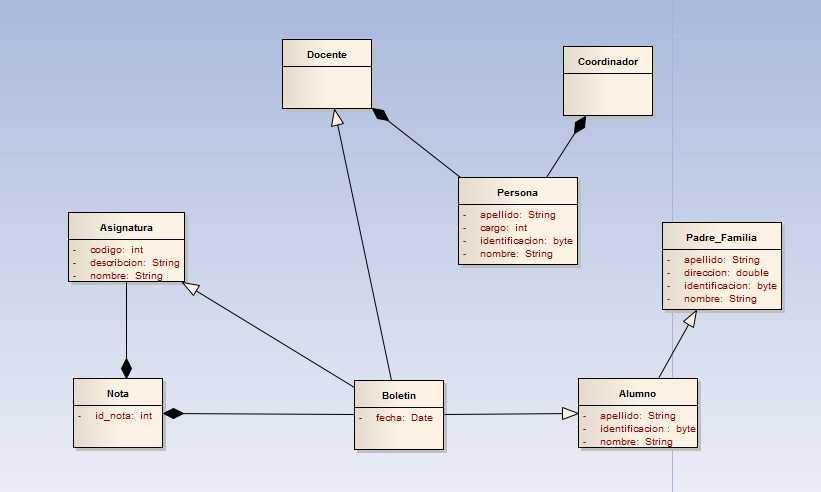 Docente
Coordinador
Persona
- apellido: String
- cargo: int
- identificacion: byte
- nombre: String
Asignatura
- codigo: int
- describcion: String
- nombre: String
Padre_Familia
- apellido: String
- direccion: double
- identificacion: byte
- nombre: String
Nota
- id_nota: int
Boletin
- fecha: Date
Alumno
- apellido: String
- identificacion : byte
- nombre: String